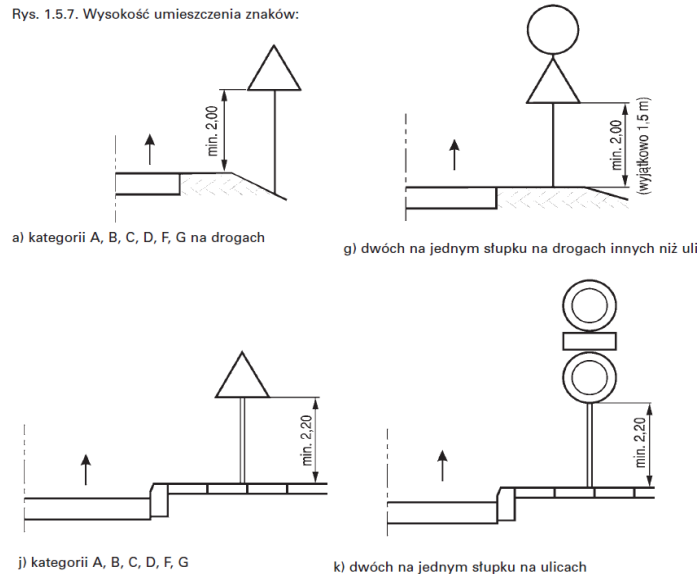 Rys. 1.5.7. Wysokość umieszczenia znaków:
min. 2,00
a) kategorii A, B, C, D, F, G na drogach
min. 2,00
(wyjątkowo 1,5 m)
g) dwóch na jednym słupku na drogach innych niż uli
min. 2,20
j) kategorii A, B, C, D, F, G
min. 2,20
k) dwóch na jednym słupku na ulicach